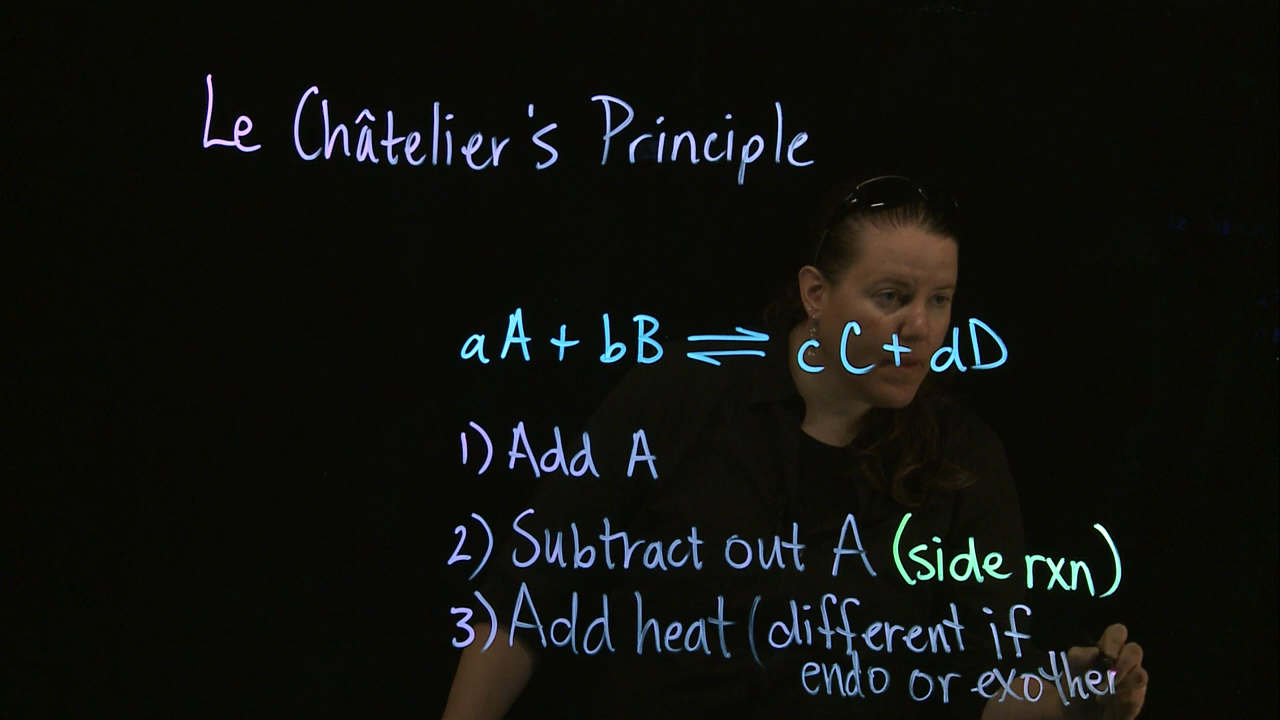 Le Châtelier's Principle
aA + bB ⇌ cC + dD
1) Add A
2) Subtract out A (side rxn)
3) Add heat (different if
endo or exother